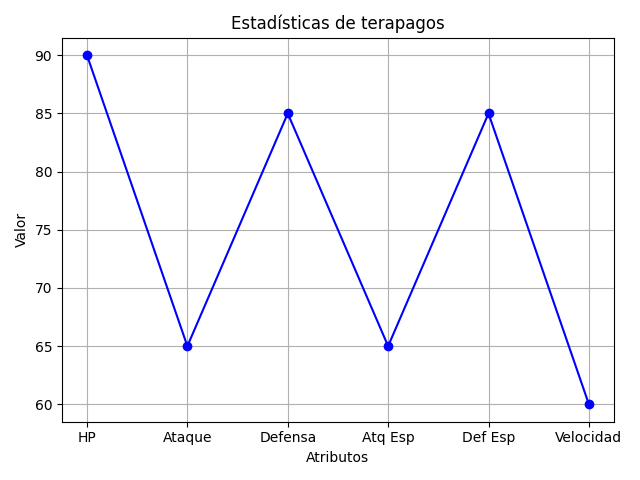 Estadísticas de terapagos
Valor
90
85
80
75
70
65
60
HP Ataque Defensa Atq Esp Def Esp Velocidad
Atributos